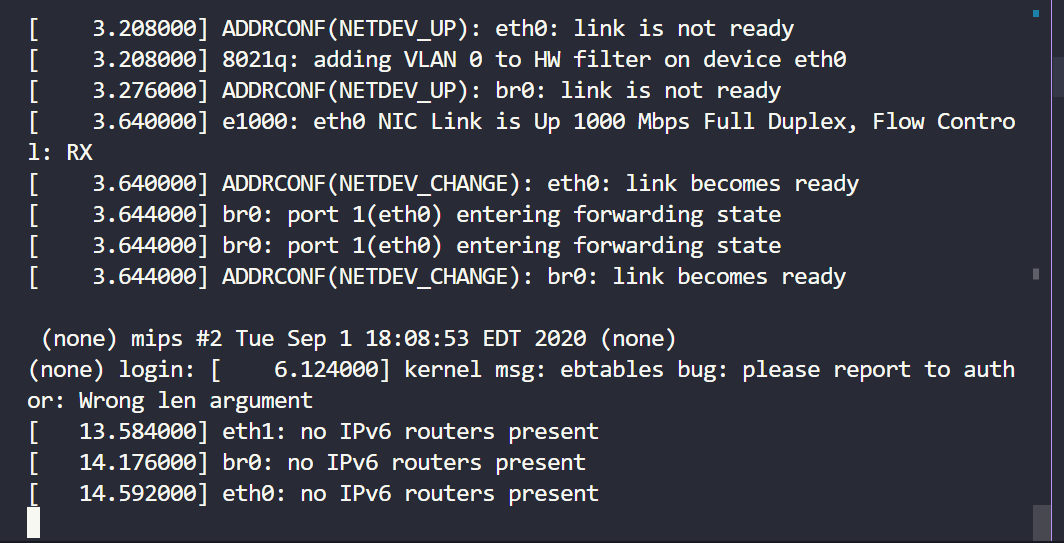 [    3.208000] ADDRCONF(NETDEV_UP): eth0: link is not ready
[    3.208000] 8021q: adding VLAN 0 to HW filter on device eth0
[    3.276000] ADDRCONF(NETDEV_UP): br0: link is not ready
[    3.640000] e1000: eth0 NIC Link is Up 1000 Mbps Full Duplex, Flow Contro
l: RX
[    3.640000] ADDRCONF(NETDEV_CHANGE): eth0: link becomes ready
[    3.644000] br0: port 1(eth0) entering forwarding state
[    3.644000] br0: port 1(eth0) entering forwarding state
[    3.644000] ADDRCONF(NETDEV_CHANGE): br0: link becomes ready
(none) mips #2 Tue Sep 1 18:08:53 EDT 2020 (none)
(none) login: [    6.124000] kernel msg: ebtables bug: please report to auth
or: Wrong len argument
[   13.584000] eth1: no IPv6 routers present
[   14.176000] br0: no IPv6 routers present
[   14.592000] eth0: no IPv6 routers present